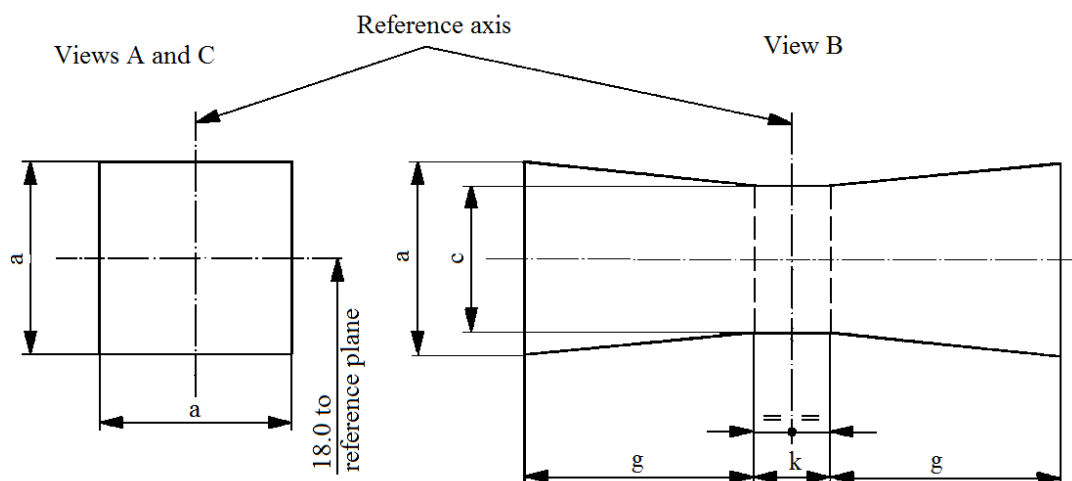 Reference axis
Views A and C
View B
a
a
18.0 to
reference plane
a
c
= =
g
k
g